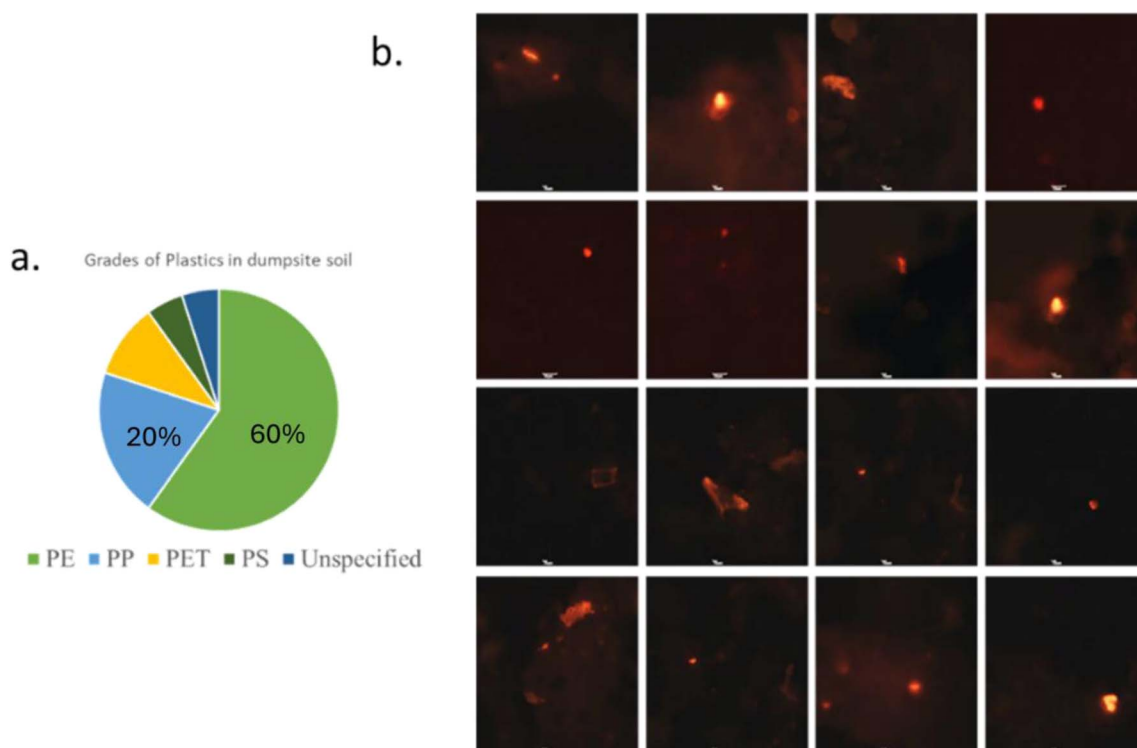 b.
a.
Grades of Plastics in dumpsite soil
20%
60%
PE PP PET PS Unspecified